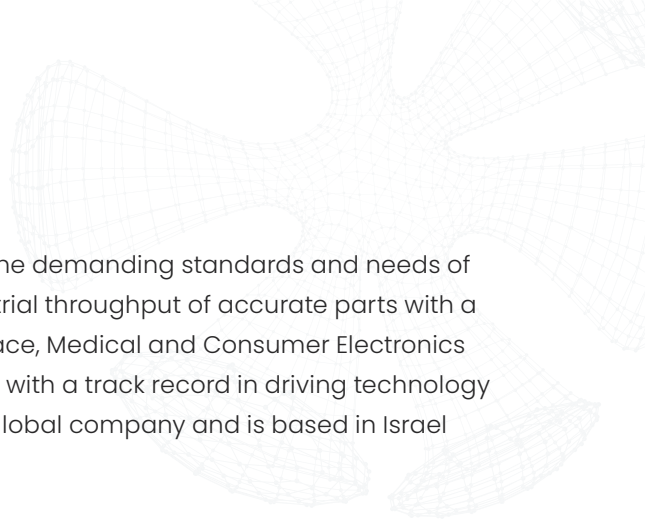 he demanding standards and needs of
trial throughput of accurate parts with a
ace, Medical and Consumer Electronics
with a track record in driving technology
lobal company and is based in Israel